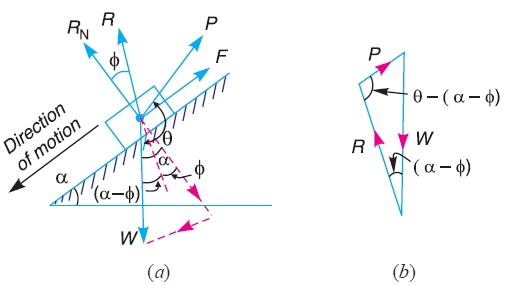 R_N
R
P
F
ϕ
θ
Direction
of motion
α
α
ϕ
(α–ϕ)
W
(a)
P
θ – ( α – ϕ)
R
W
( α – ϕ)
(b)